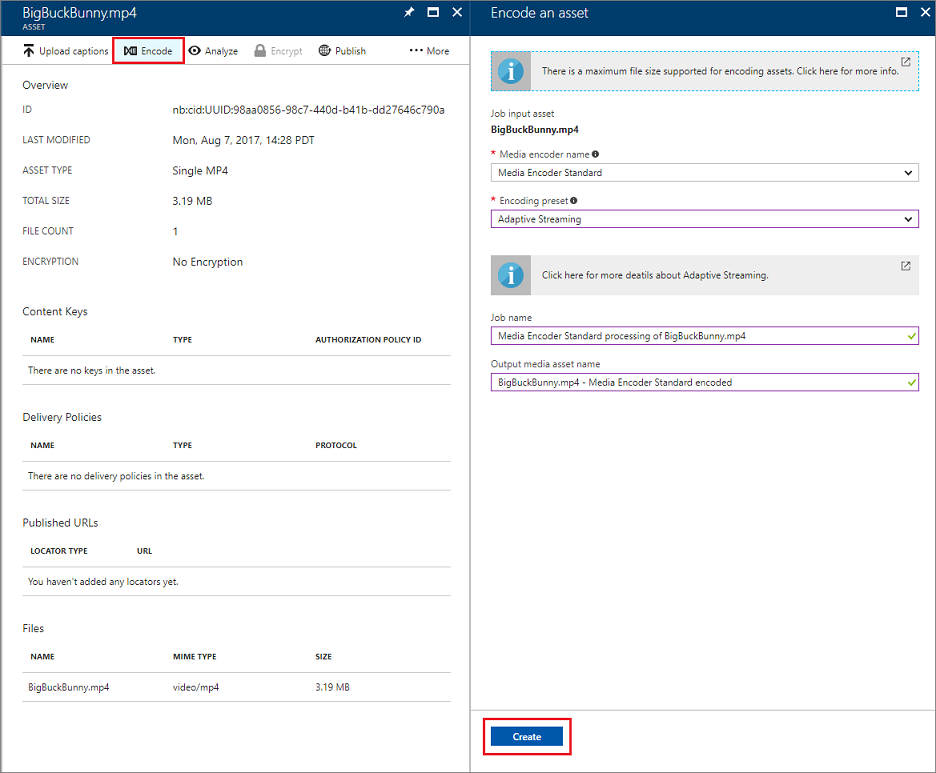 BigBuckBunny.mp4
ASSET
Upload captions Encode Analyze Encrypt Publish ••• More
Overview
ID nb:cid:UUID:98aa0856-98c7-440d-b41b-dd27646c790a
LAST MODIFIED Mon, Aug 7, 2017, 14:28 PDT
ASSET TYPE Single MP4
TOTAL SIZE 3.19 MB
FILE COUNT 1
ENCRYPTION No Encryption
Content Keys
NAME TYPE AUTHORIZATION POLICY ID
There are no keys in the asset.
Delivery Policies
NAME TYPE PROTOCOL
There are no delivery policies in the asset.
Published URLs
LOCATOR TYPE URL
You haven't added any locators yet.
Files
NAME MIME TYPE SIZE
BigBuckBunny.mp4 video/mp4 3.19 MB
Encode an asset
There is a maximum file size supported for encoding assets. Click here for more info.
Job input asset
BigBuckBunny.mp4
* Media encoder name
Media Encoder Standard
* Encoding preset
Adaptive Streaming
Click here for more deatils about Adaptive Streaming.
Job name
Media Encoder Standard processing of BigBuckBunny.mp4
Output media asset name
BigBuckBunny.mp4 - Media Encoder Standard encoded
Create